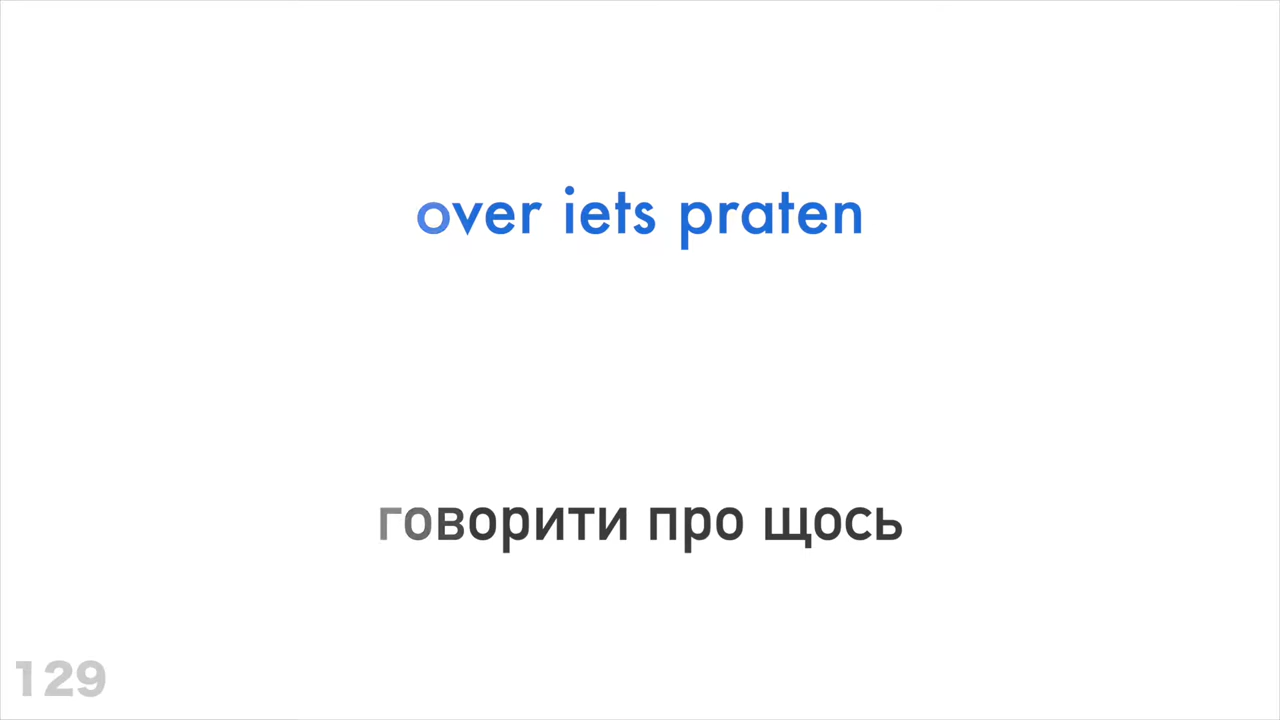 over iets praten
говорити про щось
129